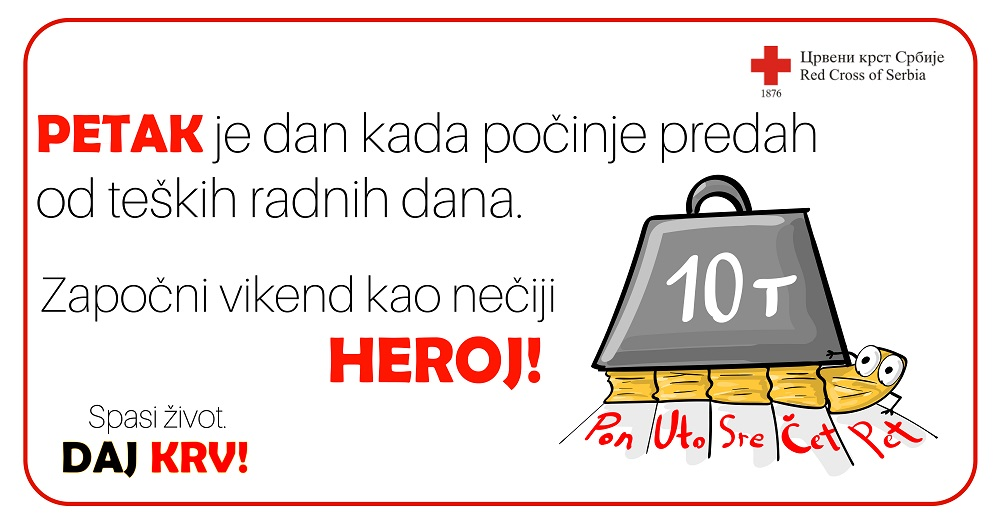 Црвени крст Србије
Red Cross of Serbia
1876
PETAK je dan kada počinje predah
od teških radnih dana.
Započni vikend kao nečiji
HEROJ!
Spasi život.
DAJ KRV!
10 T
Pon Uto Sre Čet Pet